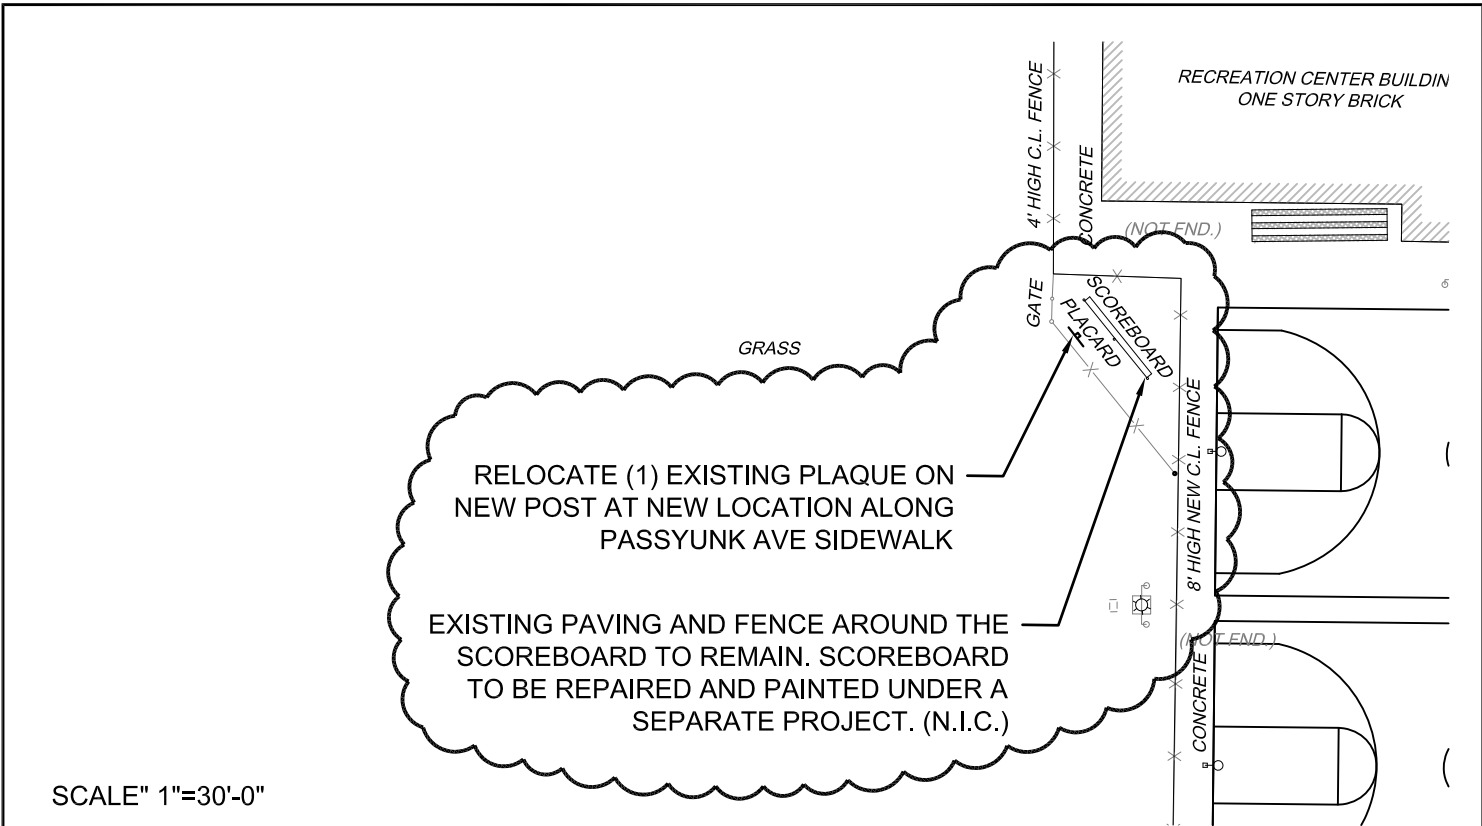 RECREATION CENTER BUILDIN
ONE STORY BRICK
4' HIGH C.L. FENCE
CONCRETE
(NOT END.)
GATE
SCOREBOARD
PLACARD
GRASS
8' HIGH NEW C.L. FENCE
RELOCATE (1) EXISTING PLAQUE ON
NEW POST AT NEW LOCATION ALONG
PASSYUNK AVE SIDEWALK
EXISTING PAVING AND FENCE AROUND THE
SCOREBOARD TO REMAIN. SCOREBOARD
TO BE REPAIRED AND PAINTED UNDER A
SEPARATE PROJECT. (N.I.C.)
(NOT END.)
CONCRETE
SCALE" 1"=30'-0"